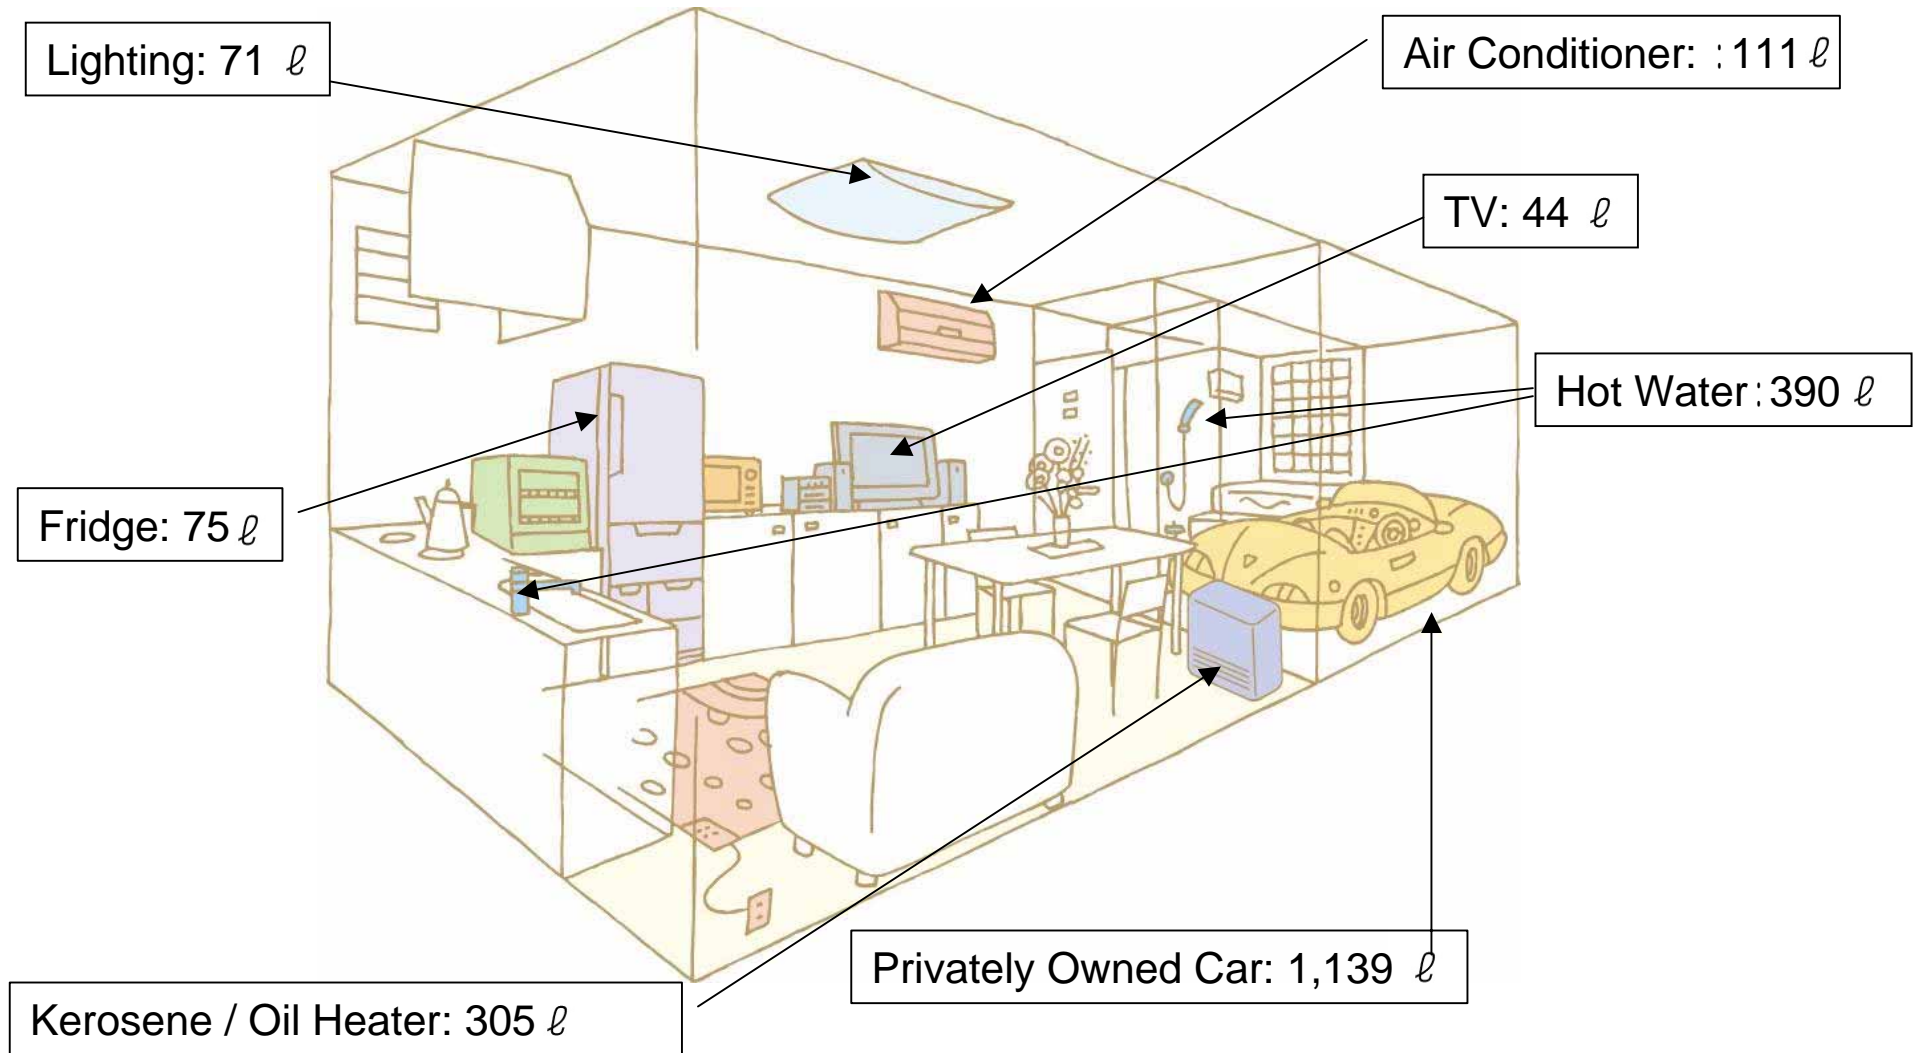 Lighting: 71 ℓ
Air Conditioner: :111 ℓ
TV: 44 ℓ
Hot Water:390 ℓ
Fridge: 75 ℓ
Privately Owned Car: 1,139 ℓ
Kerosene / Oil Heater: 305 ℓ